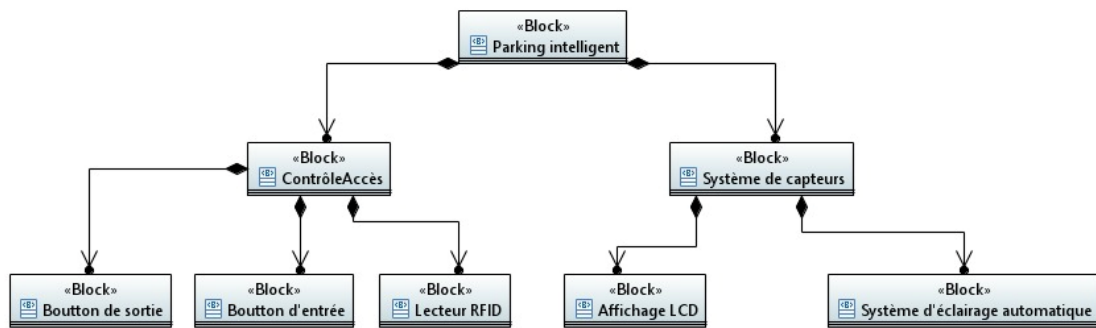 «Block»
Parking intelligent
«Block»
ContrôleAccès
«Block»
Système de capteurs
«Block»
Boutton de sortie
«Block»
Boutton d'entrée
«Block»
Lecteur RFID
«Block»
Affichage LCD
«Block»
Système d'éclairage automatique